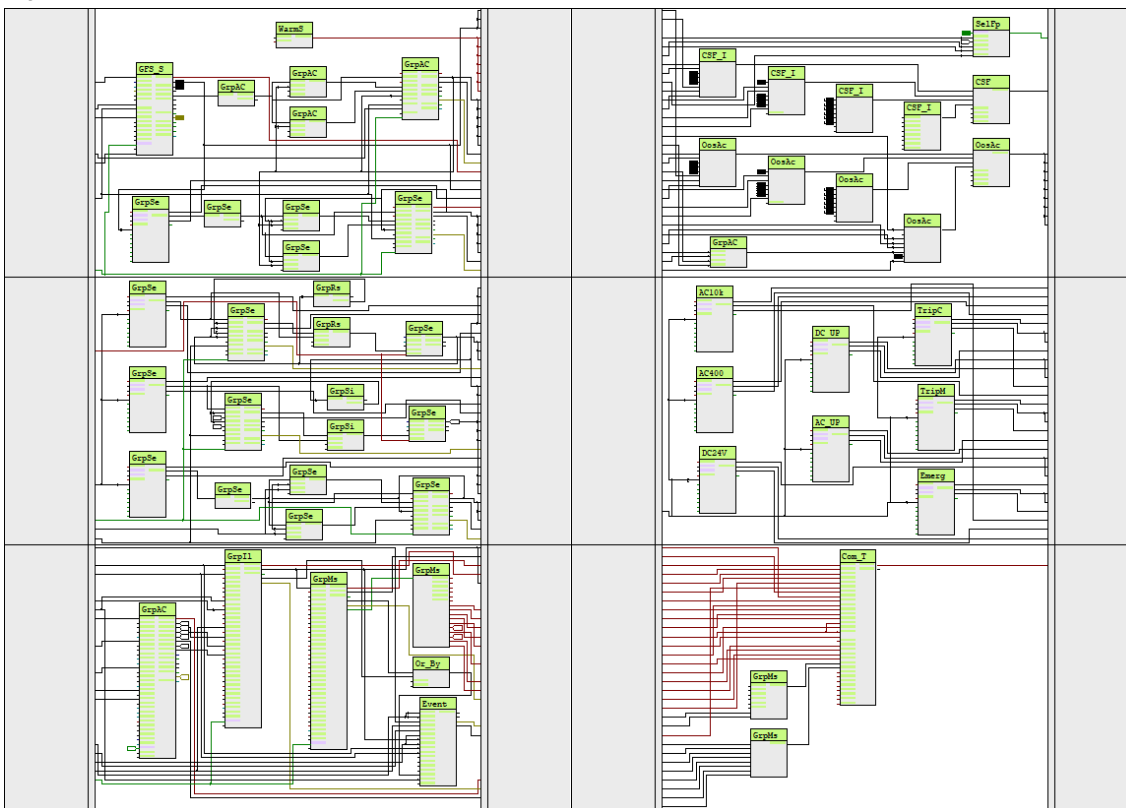 WarmS
GFS_S
GrpAC
GrpAC
GrpAC
GrpAC
GrpSe
GrpSe
GrpSe
GrpSe
GrpSe
SelFp
CSF_I
CSF_I
CSF_I
CSF_I
CSF
OosAc
OosAc
OosAc
OosAc
OosAc
GrpAC
GrpSe
GrpSe
GrpRs
GrpRs
GrpSe
GrpSe
GrpSe
GrpSi
GrpSi
GrpSe
GrpSe
GrpSe
GrpSe
GrpSe
GrpSe
AC10k
DC_UP
TripC
AC400
AC_UP
TripM
DC24V
Emerg
GrpAC
GrpIl
GrpMs
GrpMs
Or_By
Event
Com_T
GrpMs
GrpMs